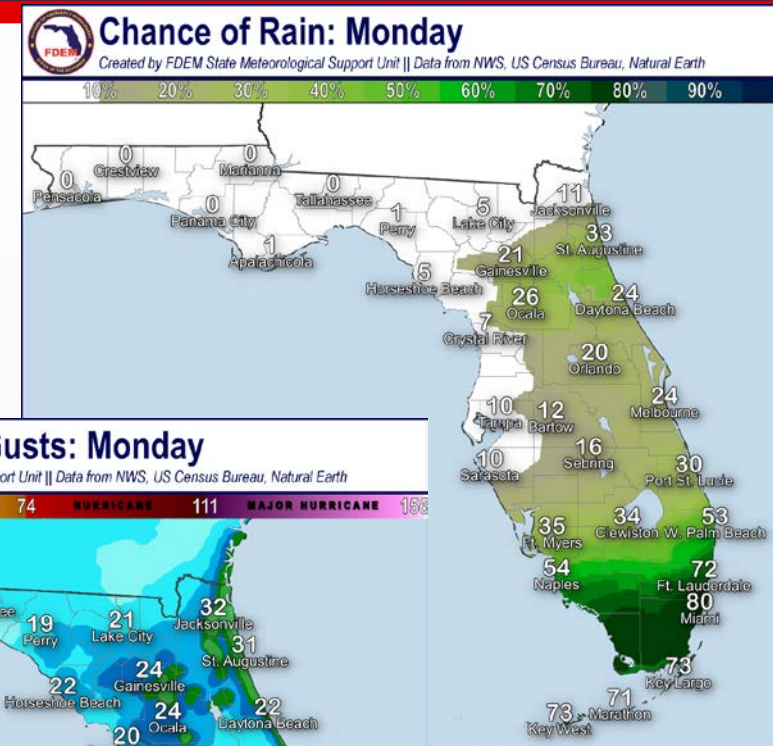 FDEM
Chance of Rain: Monday
Created by FDEM State Meteorological Support Unit || Data from NWS, US Census Bureau, Natural Earth
10% 20% 30% 40% 50% 60% 70% 80% 90%
0
Crestview
0
Marianna
0
Pensacola
0
Tallahassee
0
Panama City
1
Perry
5
Lake City
11
Jacksonville
33
St. Augustine
1
Apalachicola
21
Gainesville
5
Horseshoe Beach
26
Ocala
24
Daytona Beach
7
Crystal River
20
Orlando
24
Melbourne
10
Tampa
12
Bartow
10
Sarasota
16
Sebring
30
Port St. Lucie
35
Ft. Myers
34
Clewiston
53
W. Palm Beach
54
Naples
72
Ft. Lauderdale
80
Miami
73
Key Largo
71
Marathon
73
Key West
usts: Monday
ort Unit || Data from NWS, US Census Bureau, Natural Earth
74 HURRICANE 111 MAJOR HURRICANE 158
ee
19
Perry
21
Lake City
32
Jacksonville
31
St. Augustine
22
Horseshoe Beach
24
Gainesville
24
Ocala
22
Daytona Beach
20